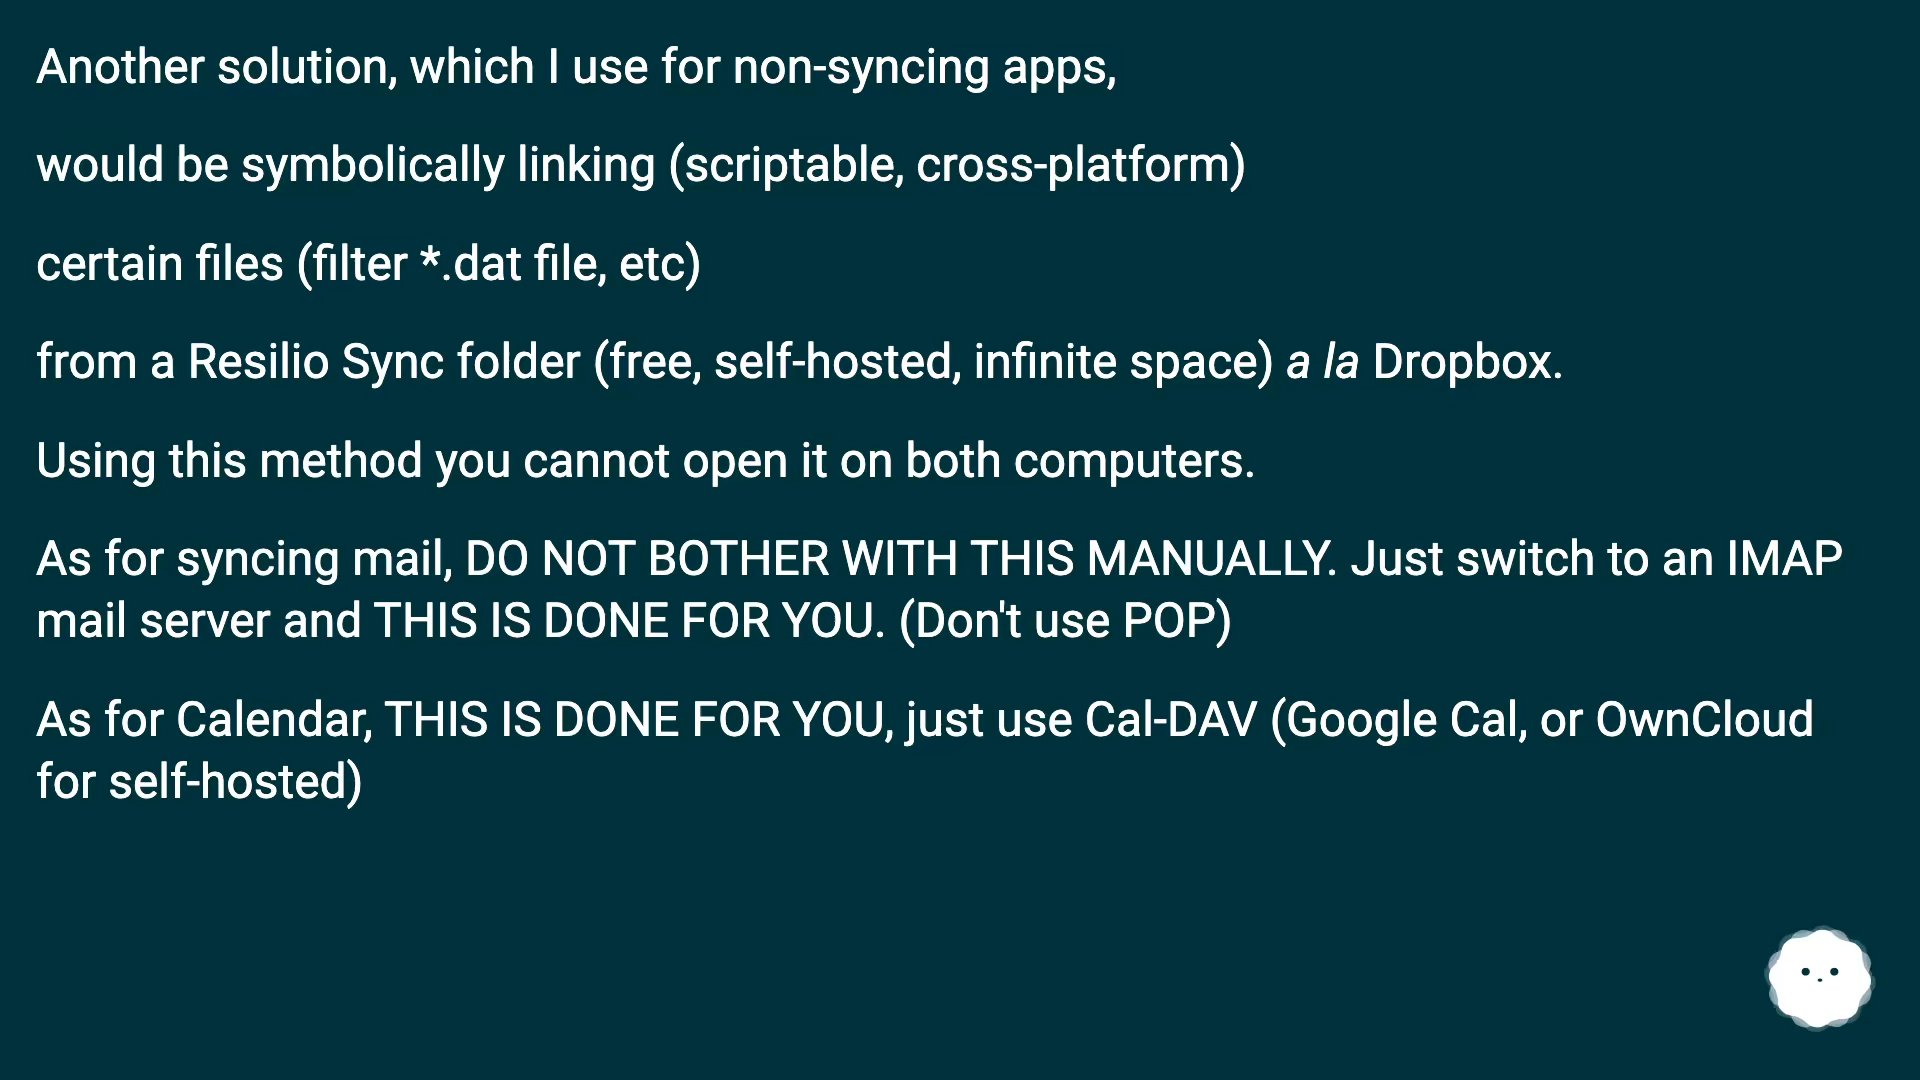 Another solution, which I use for non-syncing apps,
would be symbolically linking (scriptable, cross-platform)
certain files (filter *.dat file, etc)
from a Resilio Sync folder (free, self-hosted, infinite space) a la Dropbox.
Using this method you cannot open it on both computers.
As for syncing mail, DO NOT BOTHER WITH THIS MANUALLY. Just switch to an IMAP
mail server and THIS IS DONE FOR YOU. (Don't use POP)
As for Calendar, THIS IS DONE FOR YOU, just use Cal-DAV (Google Cal, or OwnCloud
for self-hosted)